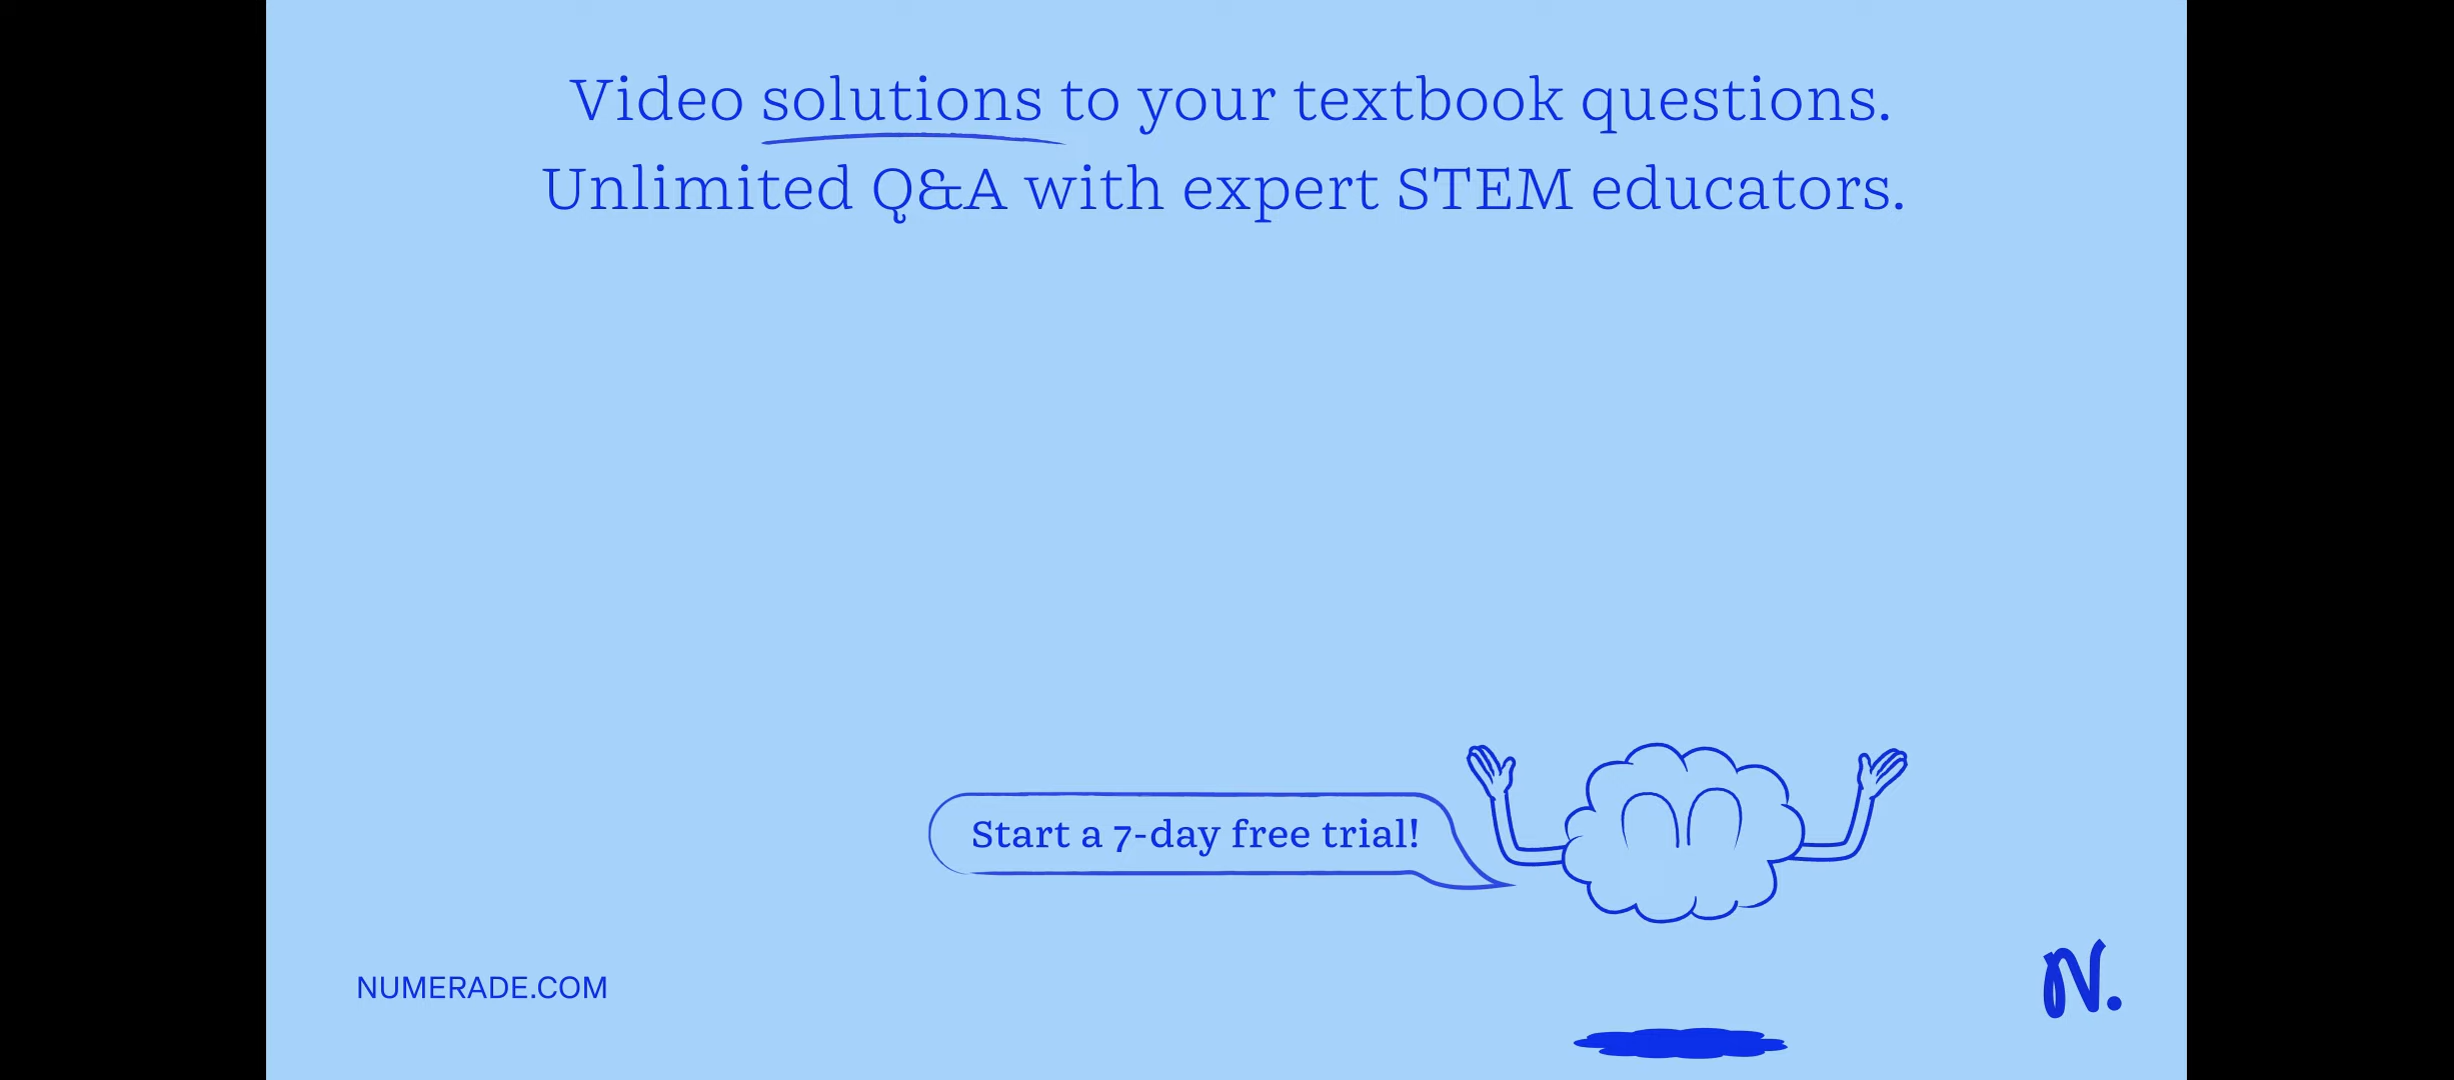 Video solutions to your textbook questions.
Unlimited Q&A with expert STEM educators.
Start a 7-day free trial!
NUMERADE.COM
N.